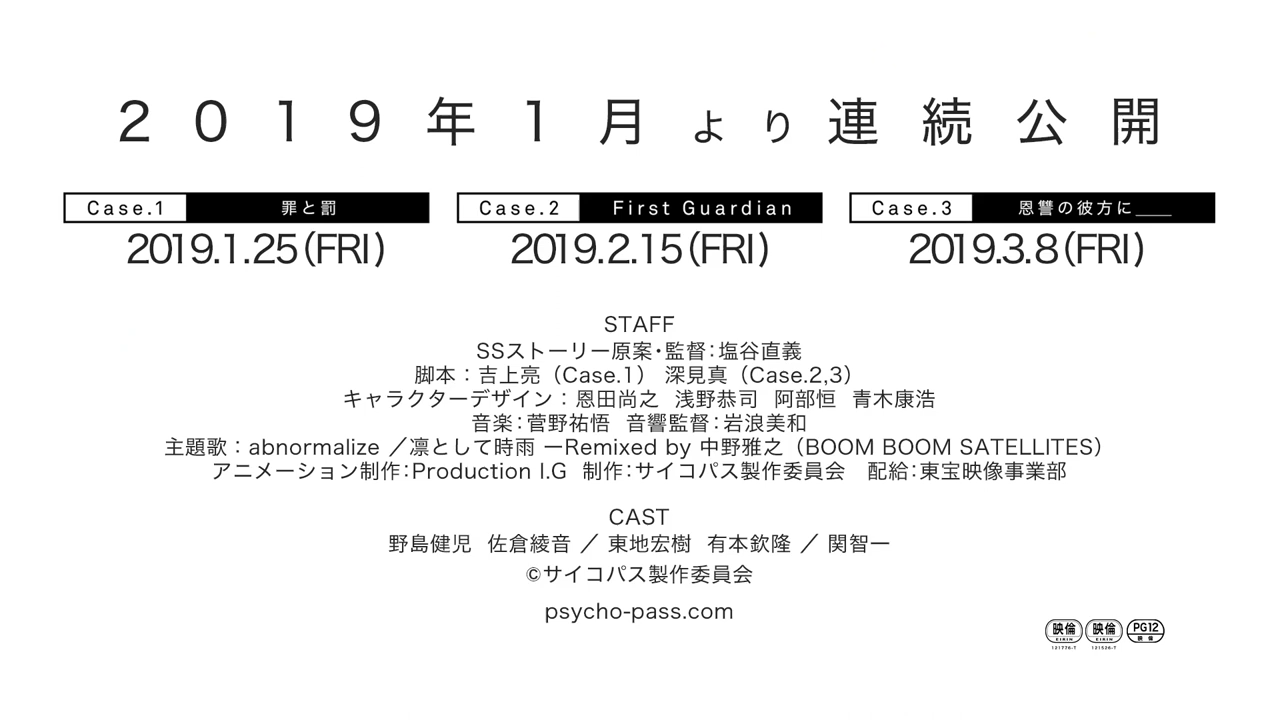 2019年1月より連続公開
Case.1 罪と罰
2019.1.25(FRI)
Case.2 First Guardian
2019.2.15(FRI)
Case.3 恩讐の彼方に＿＿
2019.3.8(FRI)
STAFF
SSストーリー原案・監督：塩谷直義
脚本：吉上亮（Case.1） 深見真（Case.2,3）
キャラクターデザイン：恩田尚之 浅野恭司 阿部恒 青木康浩
音楽：菅野祐悟 音響監督：岩浪美和
主題歌：abnormalize ／凛として時雨 ーRemixed by 中野雅之（BOOM BOOM SATELLITES）
アニメーション制作：Production I.G 制作：サイコパス製作委員会 配給：東宝映像事業部
CAST
野島健児 佐倉綾音 ／ 東地宏樹 有本欽隆 ／ 関智一
©サイコパス製作委員会
psycho-pass.com
映倫 EIRIN 121776-T
映倫 EIRIN 121526-T
PG12 映倫